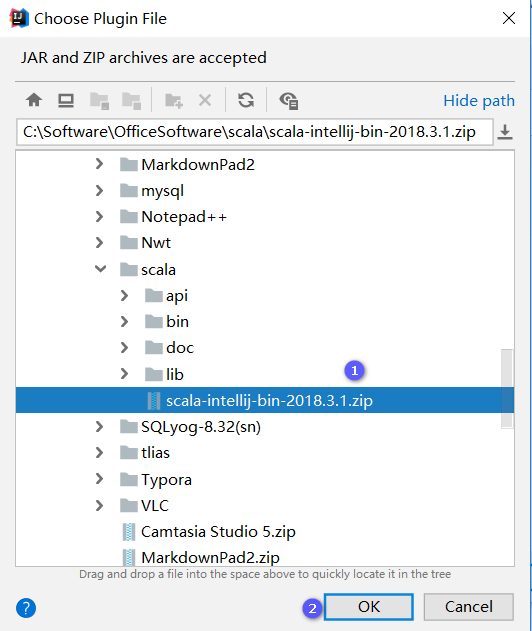 Choose Plugin File
JAR and ZIP archives are accepted
Hide path
C:\Software\OfficeSoftware\scala\scala-intellij-bin-2018.3.1.zip
MarkdownPad2
mysql
Notepad++
Nwt
scala
api
bin
doc
lib
1
scala-intellij-bin-2018.3.1.zip
SQLyog-8.32(sn)
tlias
Typora
VLC
Camtasia Studio 5.zip
MarkdownPad2.zip
Drag and drop a file into the space above to quickly locate it in the tree
? 2 OK Cancel